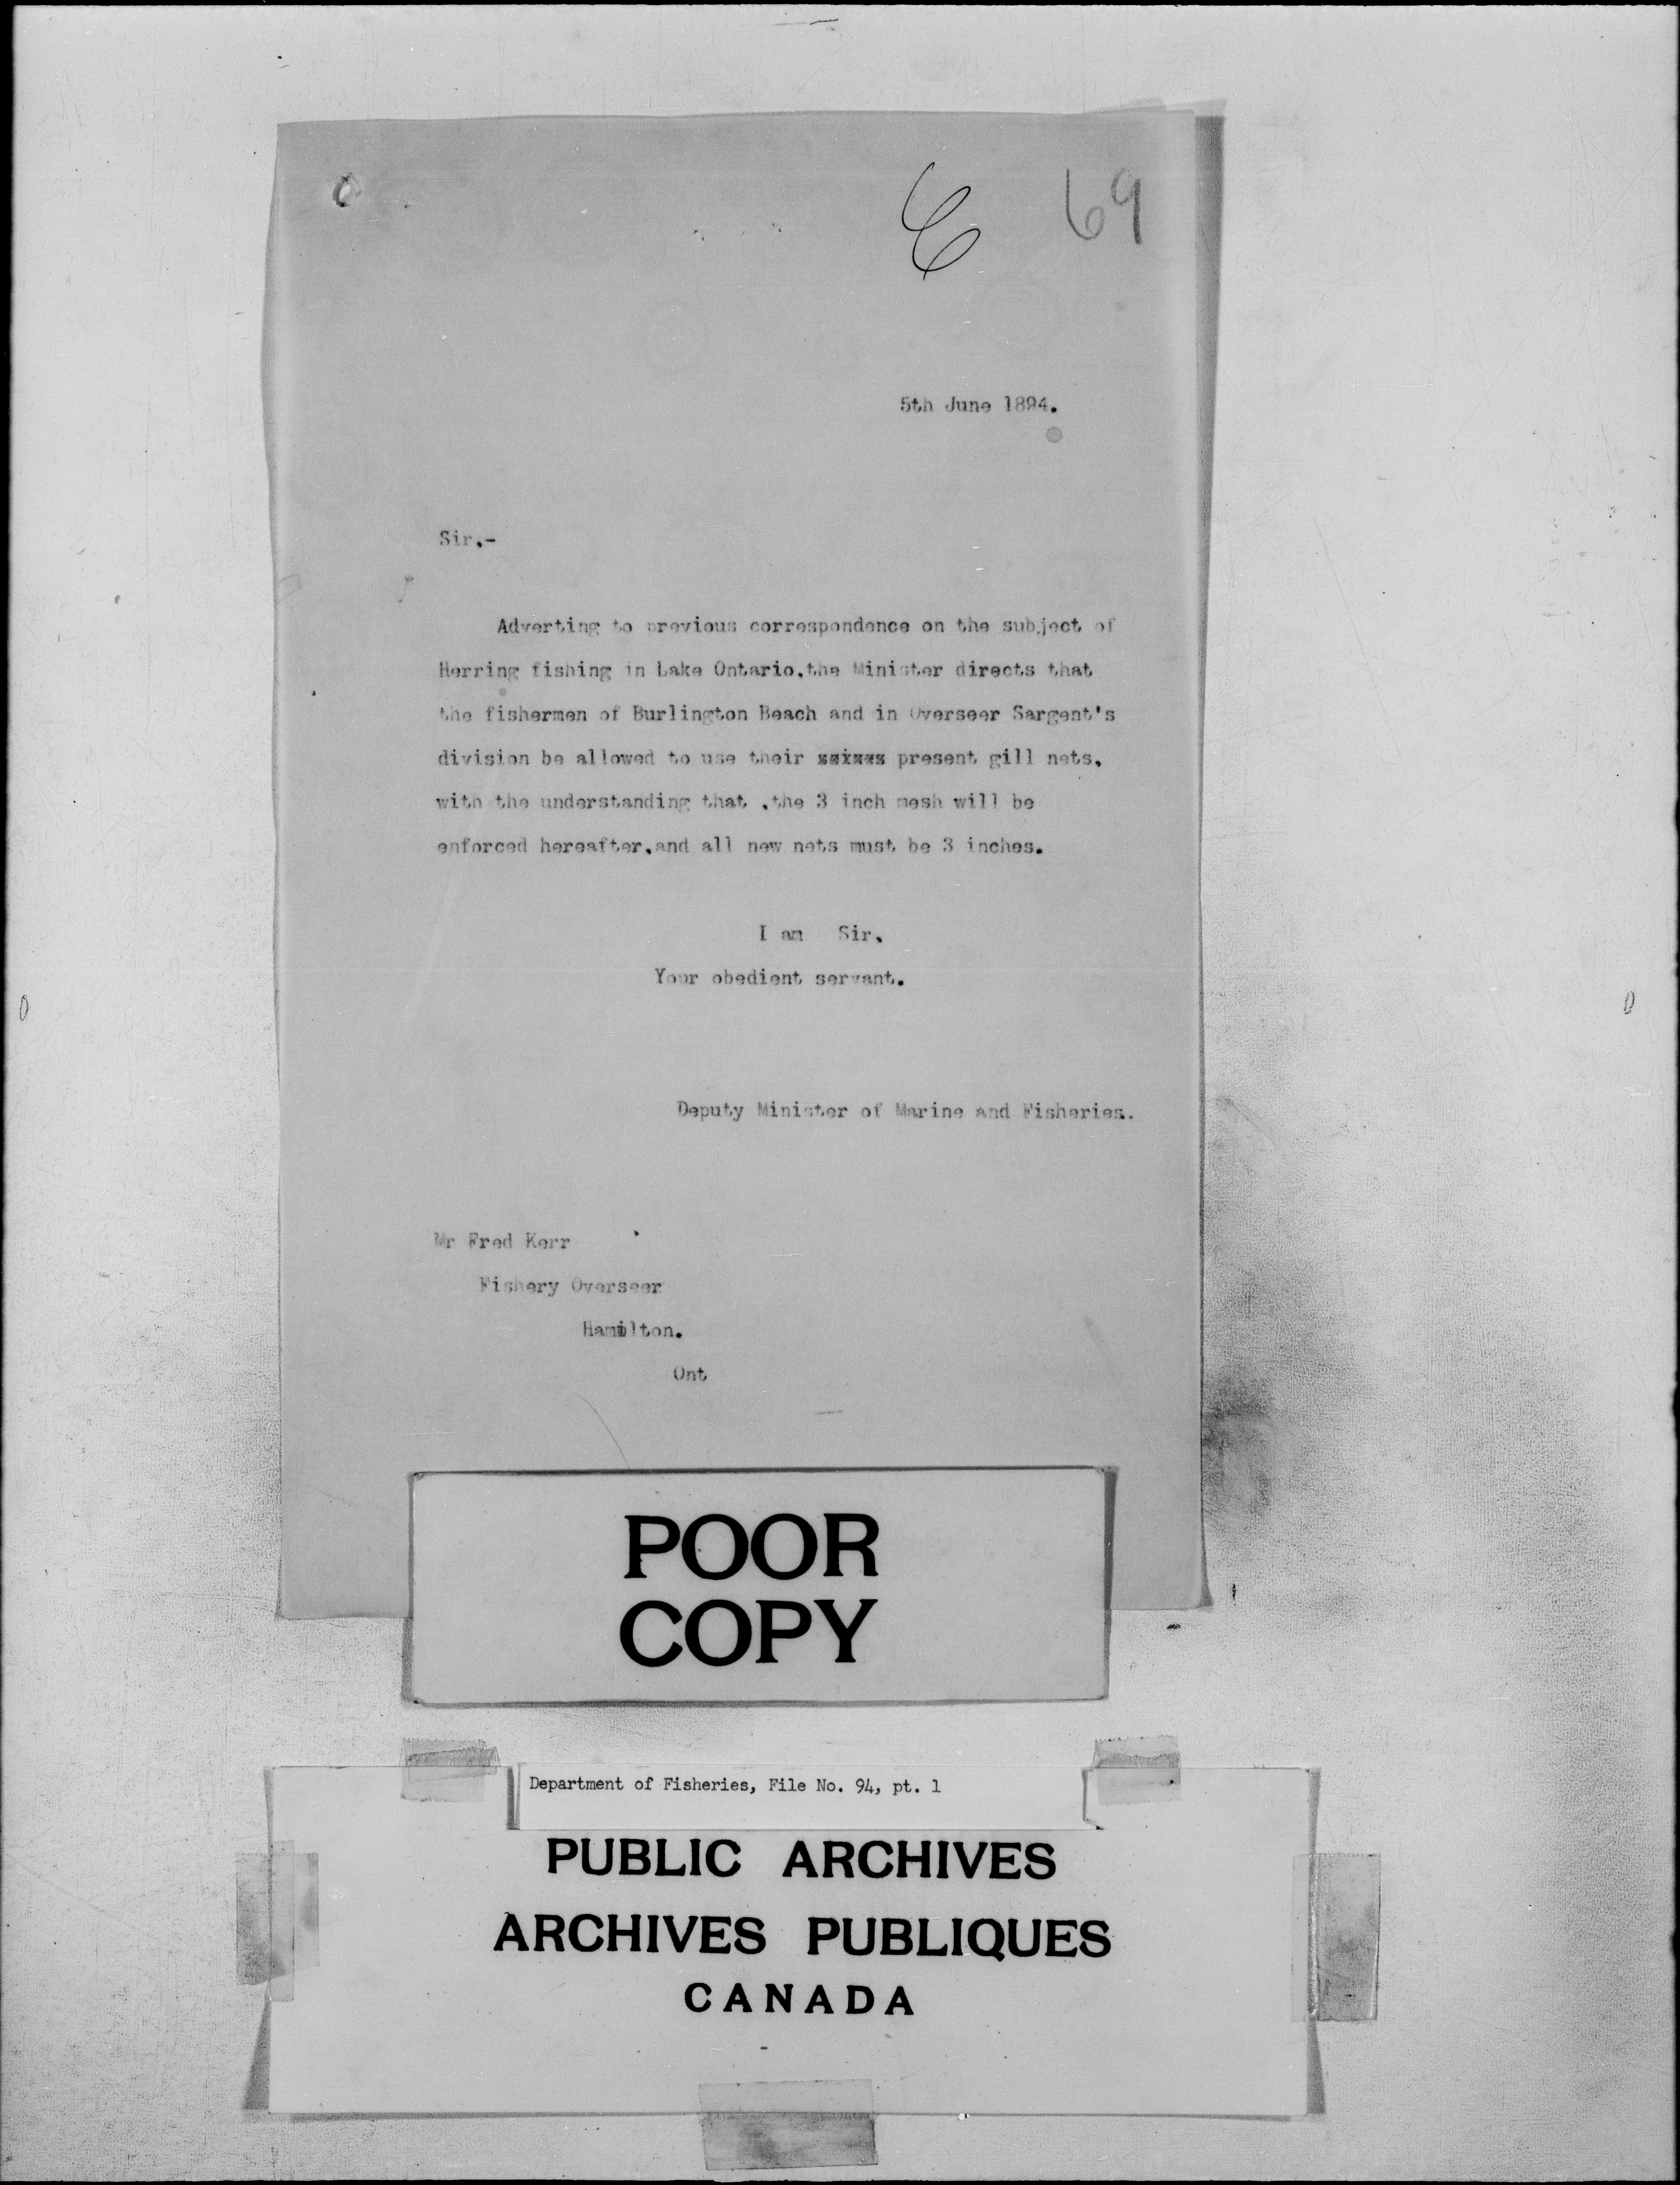 69
5th June 1894.
Sir,-
Adverting to previous correspondence on the subject of
Herring fishing in Lake Ontario,the Minister directs that
the fishermen of Burlington Beach and in Overseer Sargent's
division be allowed to use their present gill nets,
with the understanding that ,the 3 inch mesh will be
enforced hereafter,and all new nets must be 3 inches.
I am Sir,
Your obedient servant.
Deputy Minister of Marine and Fisheries.
Mr Fred Kerr
Fishery Overseer
Hamilton.
Ont
POOR
COPY
Department of Fisheries, File No. 94, pt. 1
PUBLIC ARCHIVES
ARCHIVES PUBLIQUES
CANADA